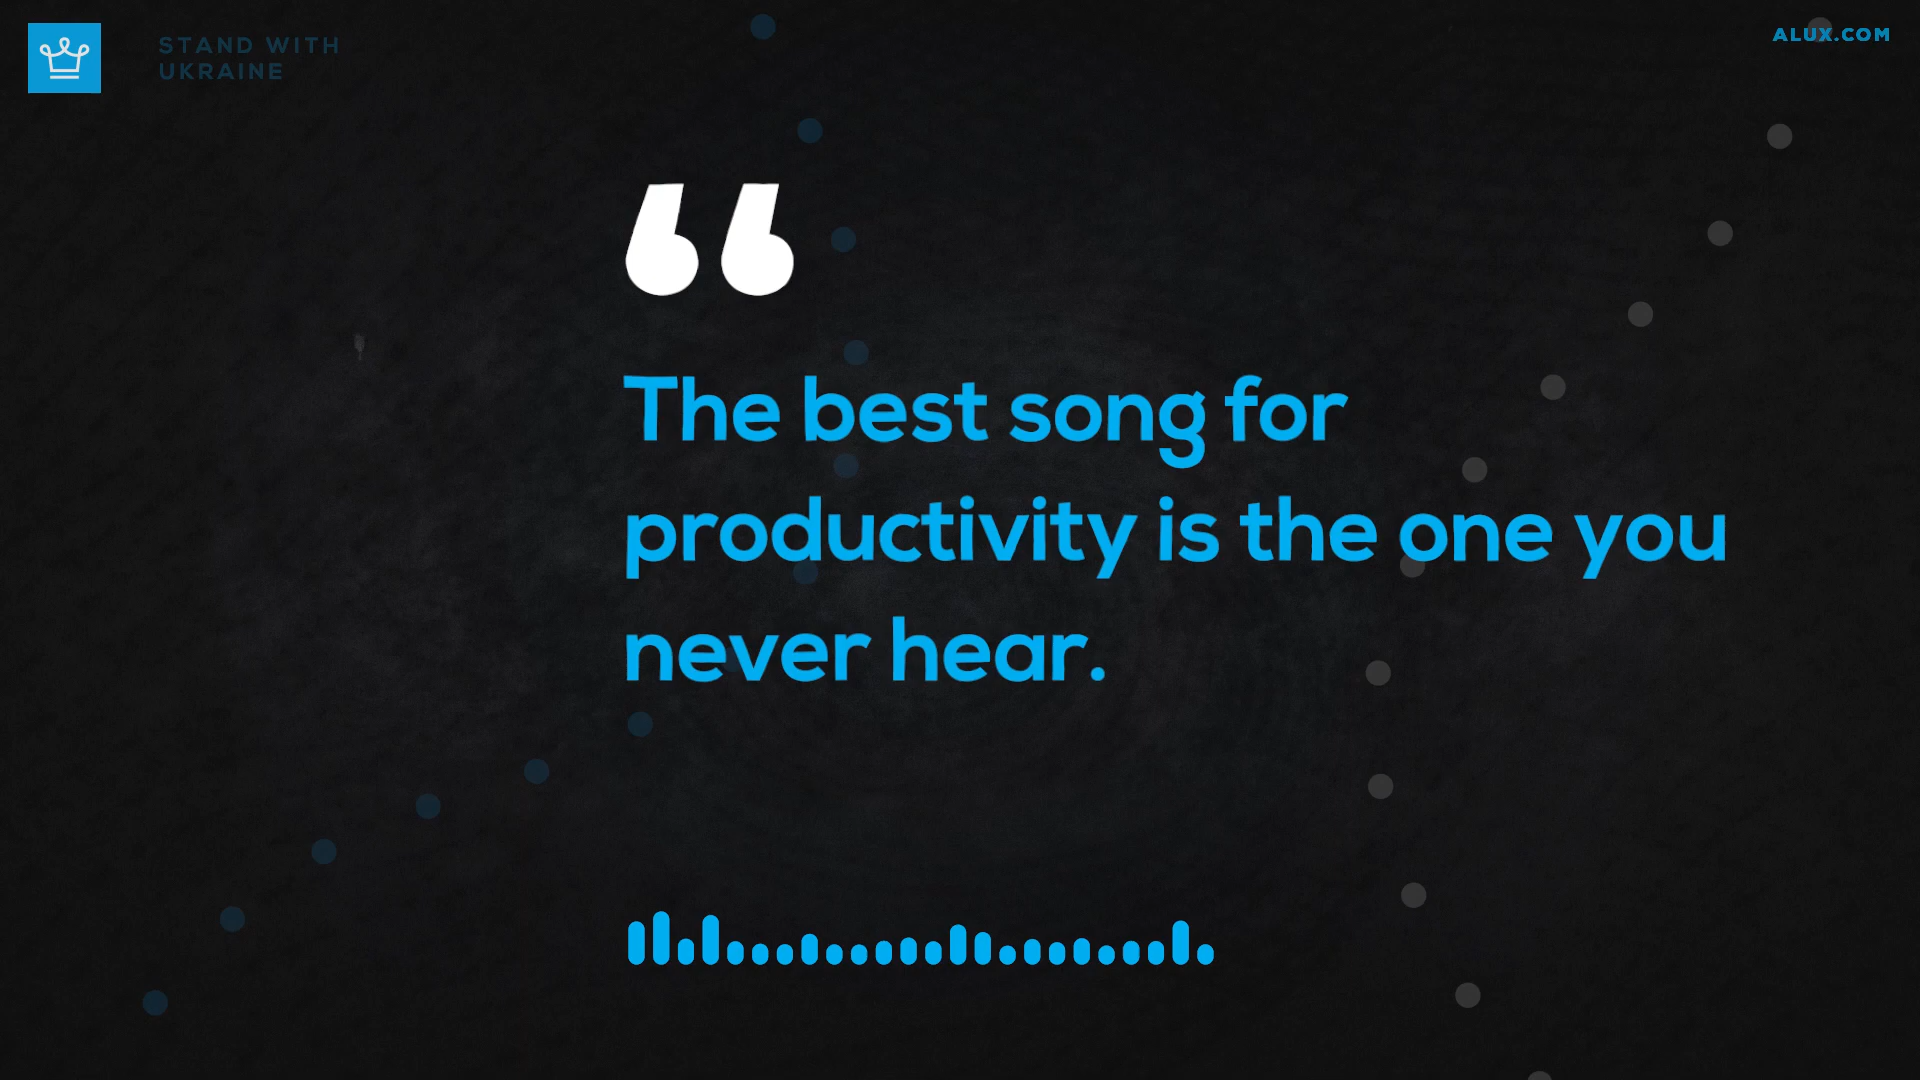 STAND WITH
UKRAINE
ALUX.COM
“
The best song for
productivity is the one you
never hear.